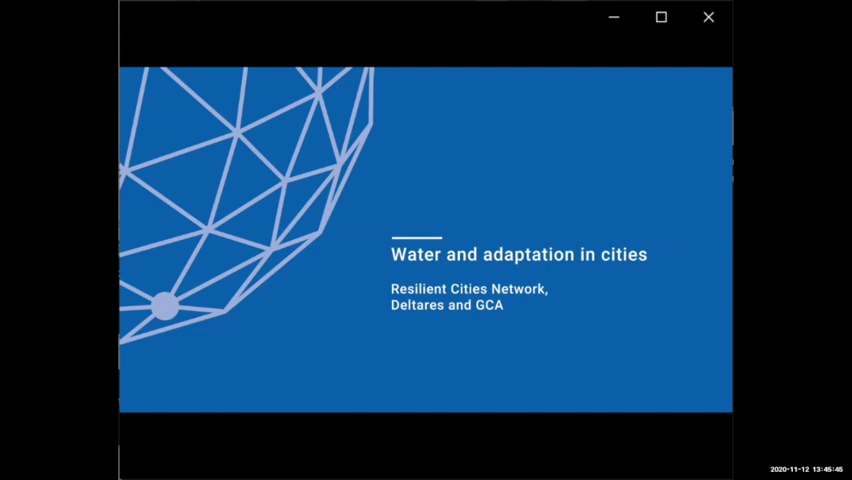 Water and adaptation in cities
Resilient Cities Network,
Deltares and GCA
2020-11-12 13:45:45